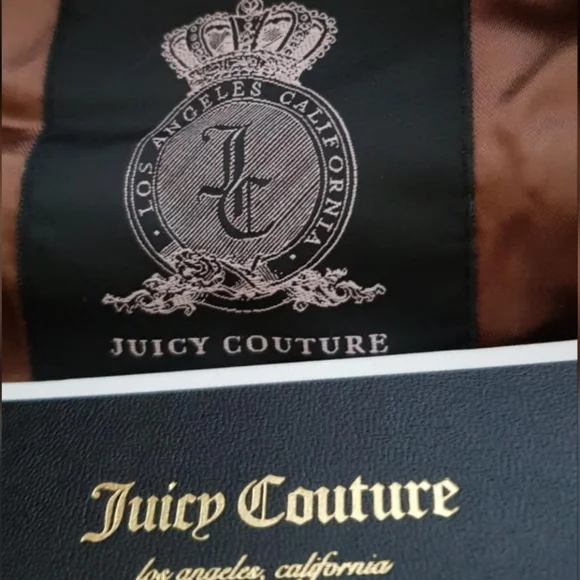 LOS ANGELES CALIFORNIA
JC
JUICY COUTURE
Juicy Couture
los angeles, california